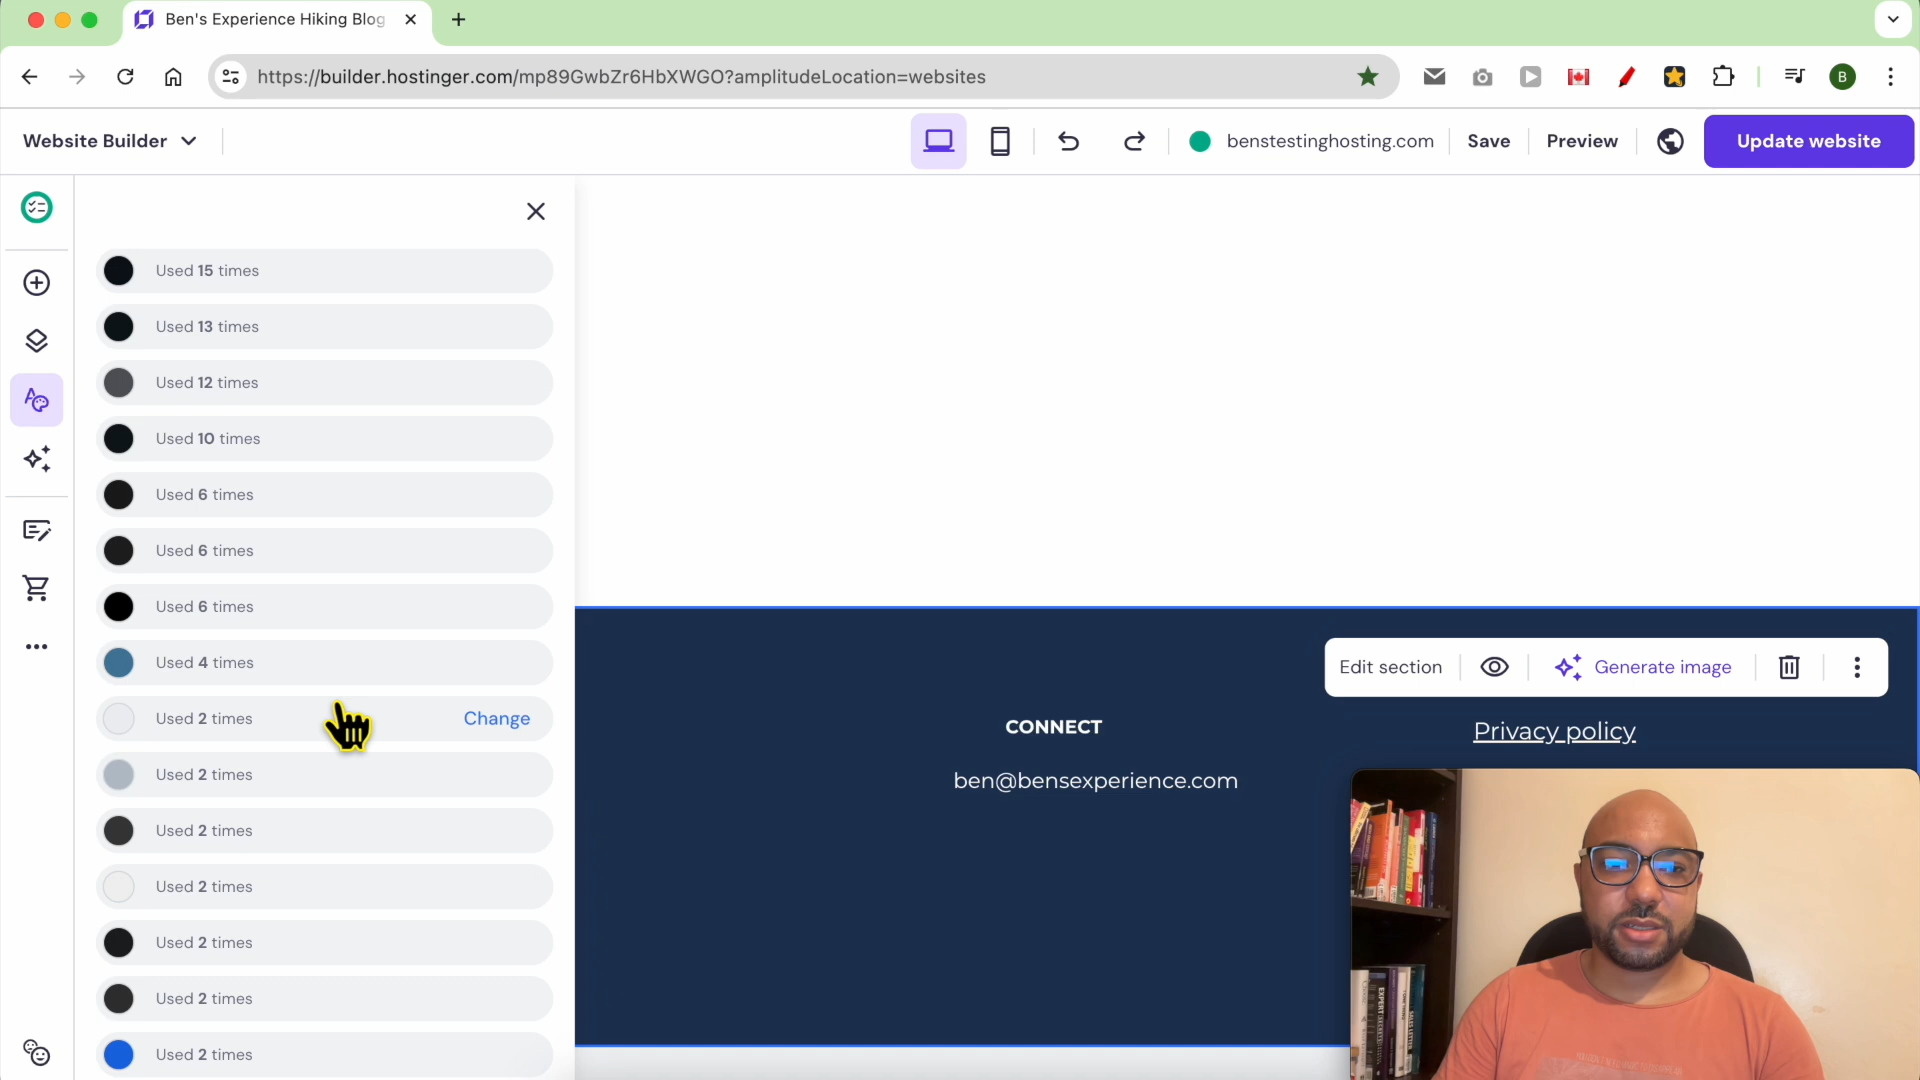 Ben's Experience Hiking Blog
https://builder.hostinger.com/mp89GwbZr6HbXWGO?amplitudeLocation=websites
B
Website Builder
benstestinghosting.com
Save
Preview
Update website
Used 15 times
Used 13 times
Used 12 times
Used 10 times
Used 6 times
Used 6 times
Used 6 times
Used 4 times
Used 2 times
Change
Used 2 times
Used 2 times
Used 2 times
Used 2 times
Used 2 times
Used 2 times
Edit section
Generate image
CONNECT
Privacy policy
ben@bensexperience.com